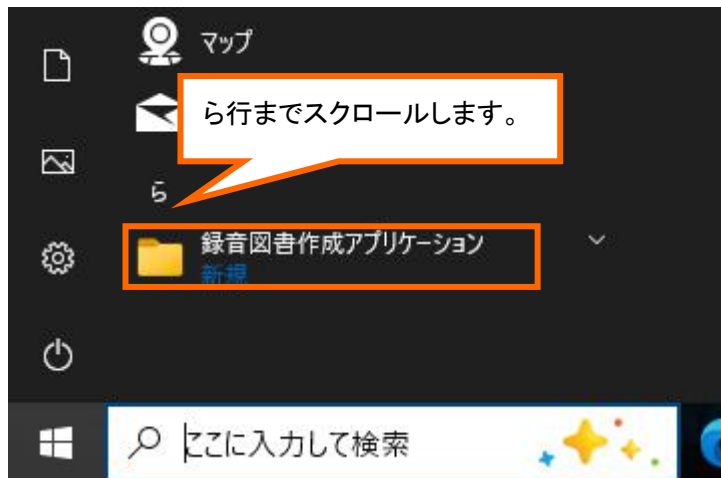 マップ
ら行までスクロールします。
ら
録音図書作成アプリケーション
新規
ここに入力して検索